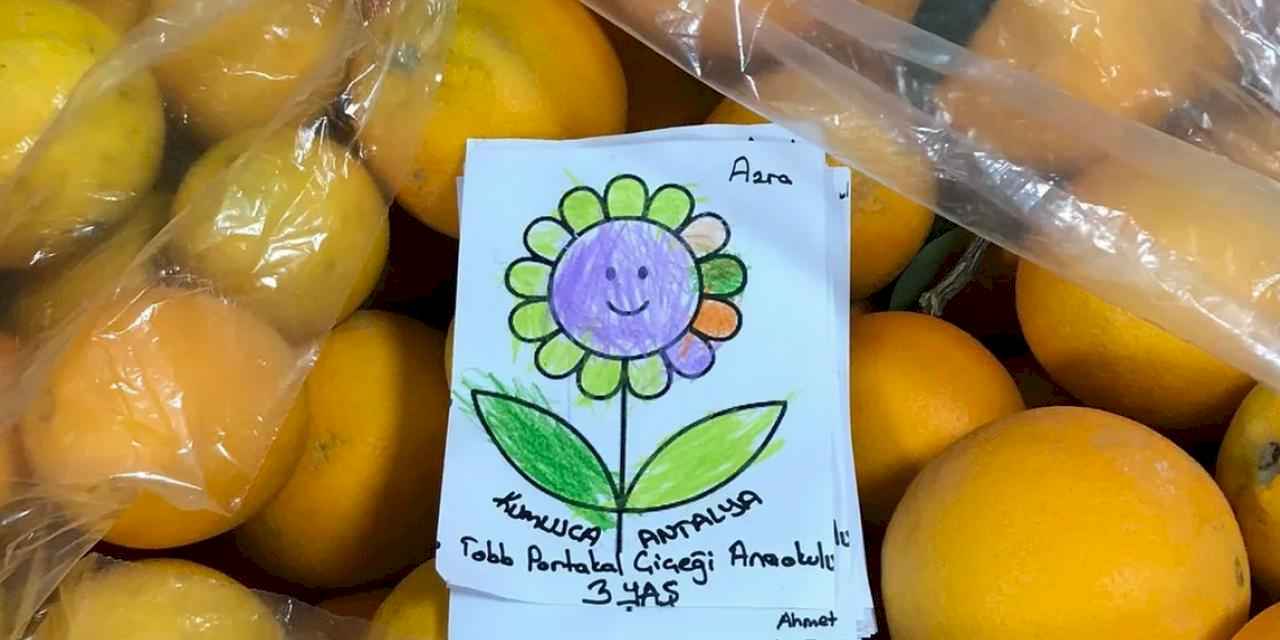 Azra
KUMLUCA ANTALYA
Tobb Portakal Çiçeği Anaokulu
3 YAŞ
Ahmet